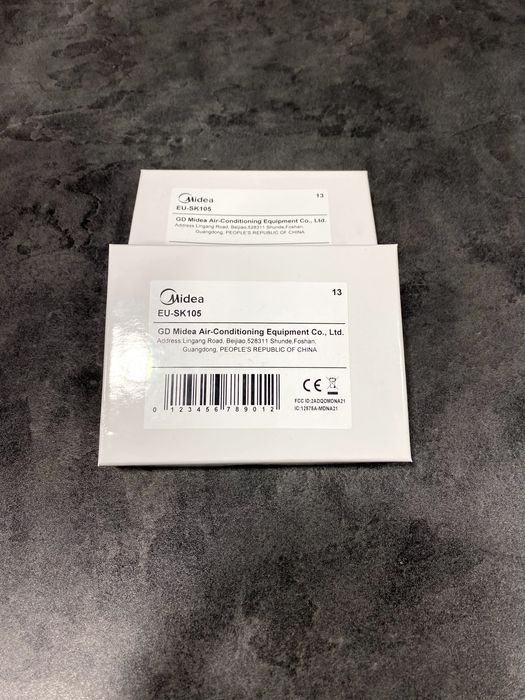 Midea
13
EU-SK105
GD Midea Air-Conditioning Equipment Co., Ltd.
Address:Lingang Road, Beijiao,528311 Shunde,Foshan,
Guangdong, PEOPLE'S REPUBLIC OF CHINA
Midea
13
EU-SK105
GD Midea Air-Conditioning Equipment Co., Ltd.
Address:Lingang Road, Beijiao,528311 Shunde,Foshan,
Guangdong, PEOPLE'S REPUBLIC OF CHINA
CE
0 123456 789012
FCC ID:2ADQOMDNA21
IC:12575A-MDNA21